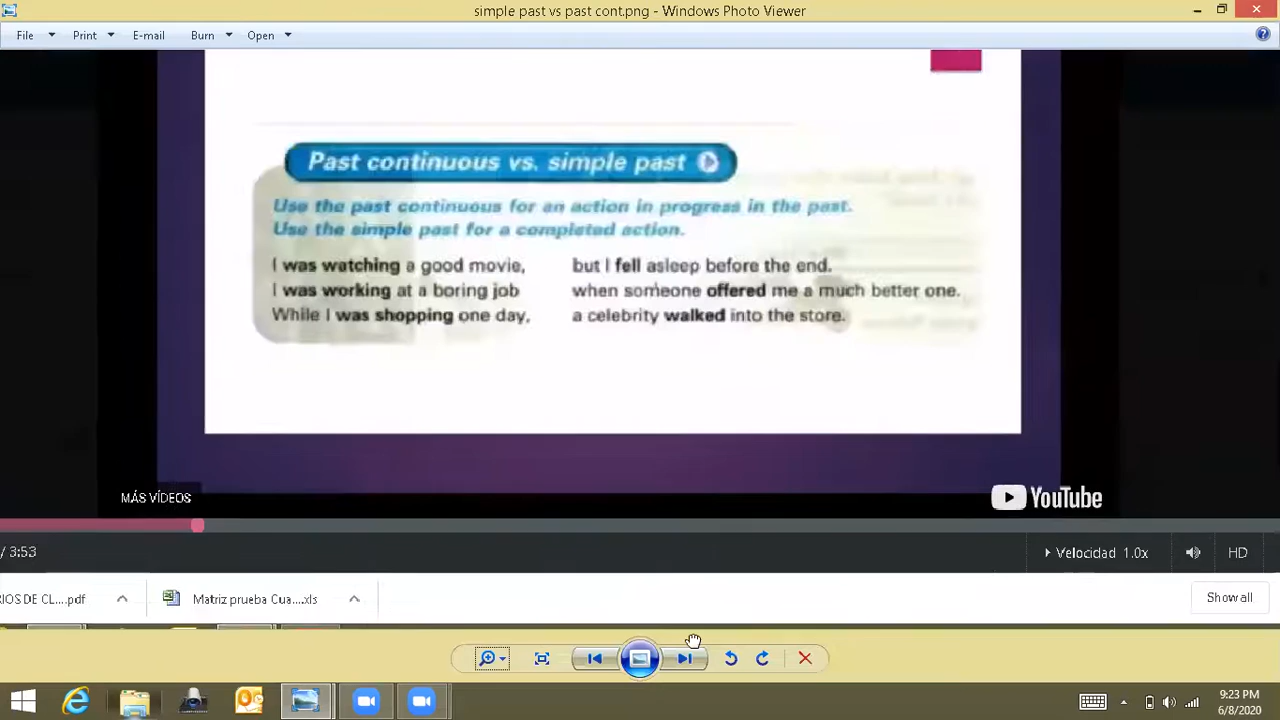 simple past vs past cont.png - Windows Photo Viewer
File Print E-mail Burn Open
Past continuous vs. simple past
Use the past continuous for an action in progress in the past.
Use the simple past for a completed action.
I was watching a good movie, but I fell asleep before the end.
I was working at a boring job when someone offered me a much better one.
While I was shopping one day, a celebrity walked into the store.
MÁS VÍDEOS
YouTube
/ 3:53
Velocidad 1.0x
HD
IOS DE CL....pdf
Matriz prueba Cua....xls
Show all
9:23 PM
6/8/2020